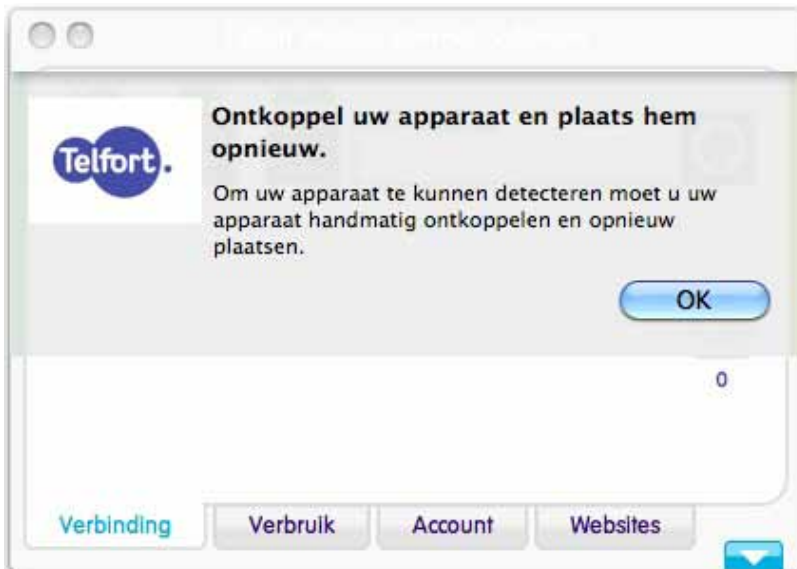 Telfort.
Ontkoppel uw apparaat en plaats hem
opnieuw.
Om uw apparaat te kunnen detecteren moet u uw
apparaat handmatig ontkoppelen en opnieuw
plaatsen.
OK
0
Verbinding
Verbruik
Account
Websites